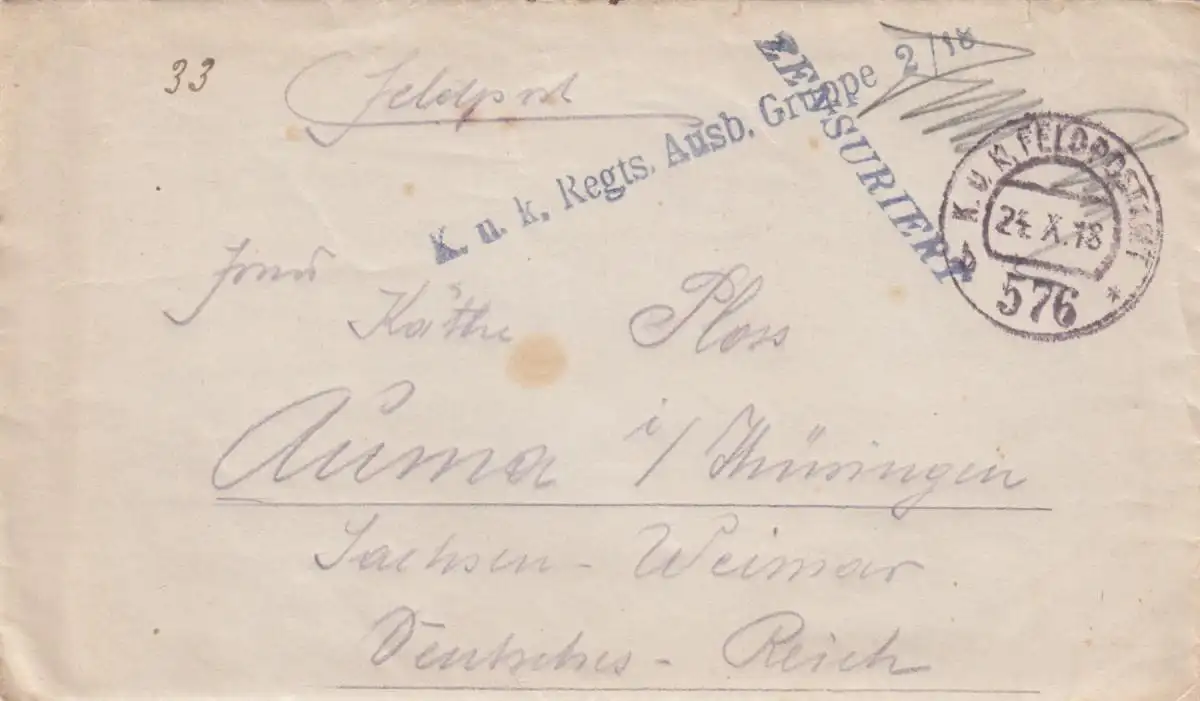 33
Feldpost
K. u. k. Regts. Ausb. Gruppe 2/18
ZENSURIERT
K. u. K. FELDPOSTAMT
24. X. 18
b *
576
Frau
Käthe Ploss
Auma i/Thüringen
Sachsen - Weimar
Deutsches - Reich